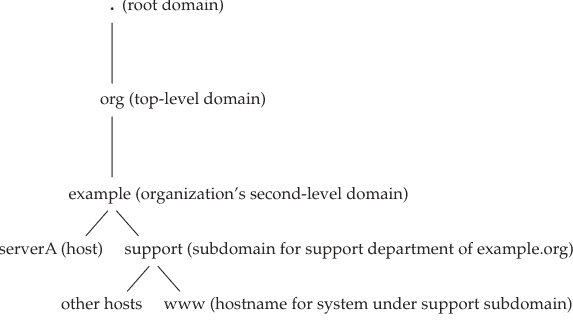 . (root domain)
org (top-level domain)
example (organization’s second-level domain)
serverA (host) support (subdomain for support department of example.org)
other hosts www (hostname for system under support subdomain)